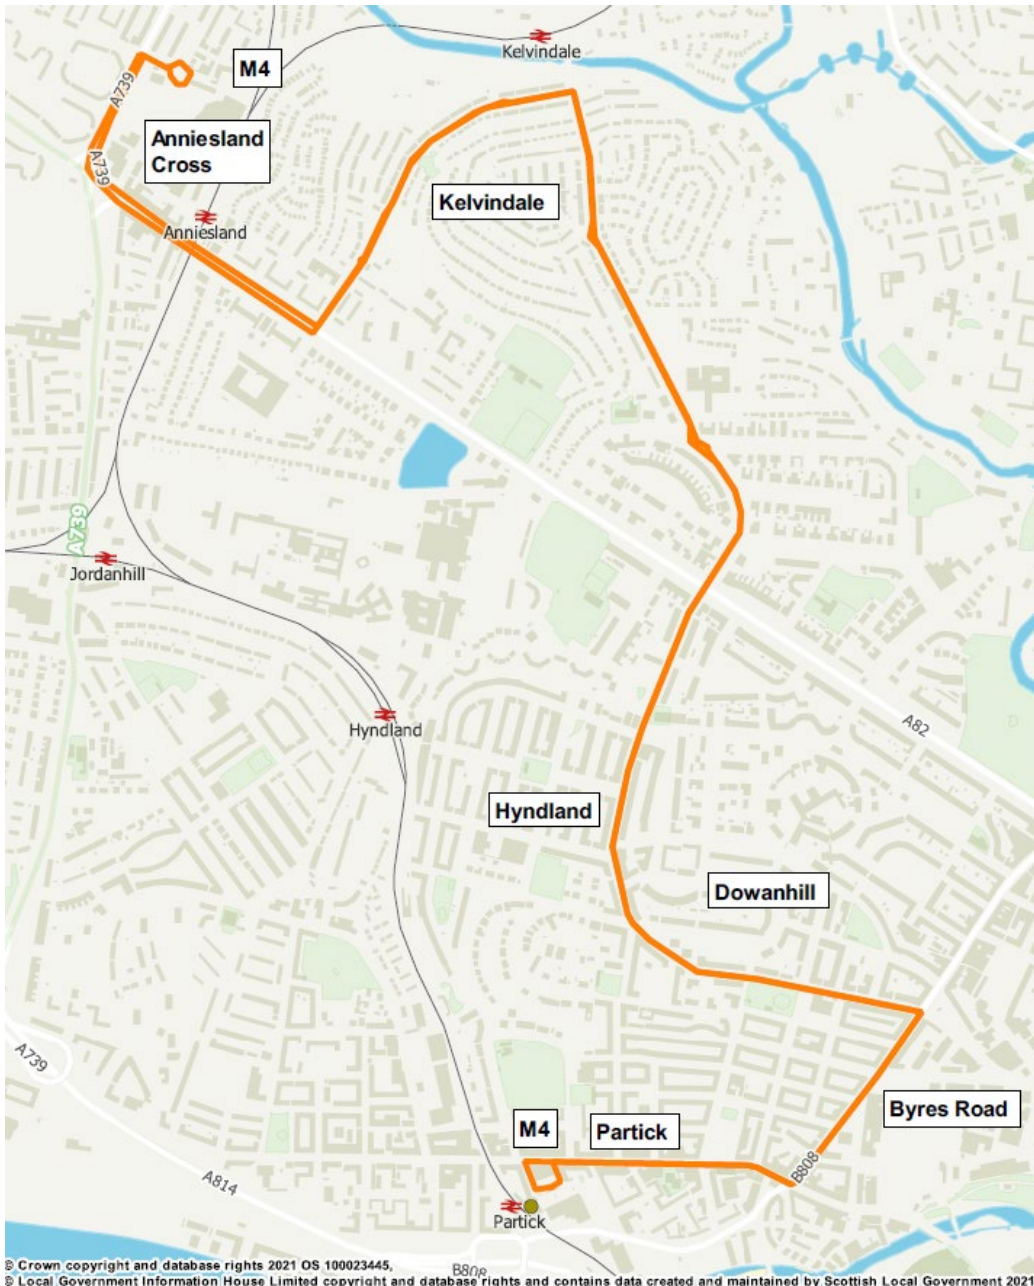 Kelvindale
M4
A739
Anniesland
Cross
A739
Kelvindale
Anniesland
A739
Jordanhill
Hyndland
A82
Hyndland
Dowanhill
A739
Byres Road
M4
Partick
B808
A814
Partick
B808
© Crown copyright and database rights 2021 OS 100023445,
© Local Government Information House Limited copyright and database rights and contains data created and maintained by Scottish Local Government 2021